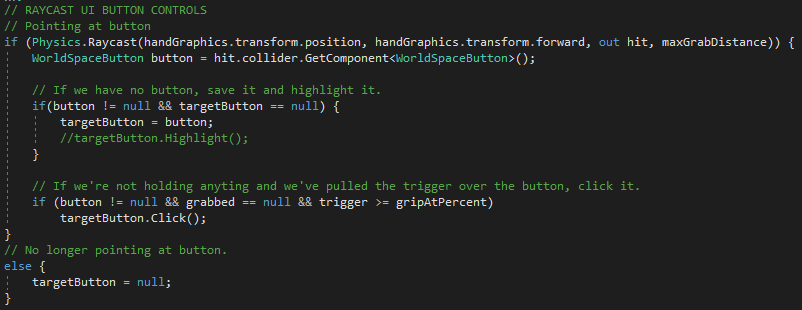 // RAYCAST UI BUTTON CONTROLS
// Pointing at button
if (Physics.Raycast(handGraphics.transform.position, handGraphics.transform.forward, out hit, maxGrabDistance)) {
WorldSpaceButton button = hit.collider.GetComponent<WorldSpaceButton>();
// If we have no button, save it and highlight it.
if(button != null && targetButton == null) {
targetButton = button;
//targetButton.Highlight();
}
// If we're not holding anyting and we've pulled the trigger over the button, click it.
if (button != null && grabbed == null && trigger >= gripAtPercent)
targetButton.Click();
}
// No longer pointing at button.
else {
targetButton = null;
}